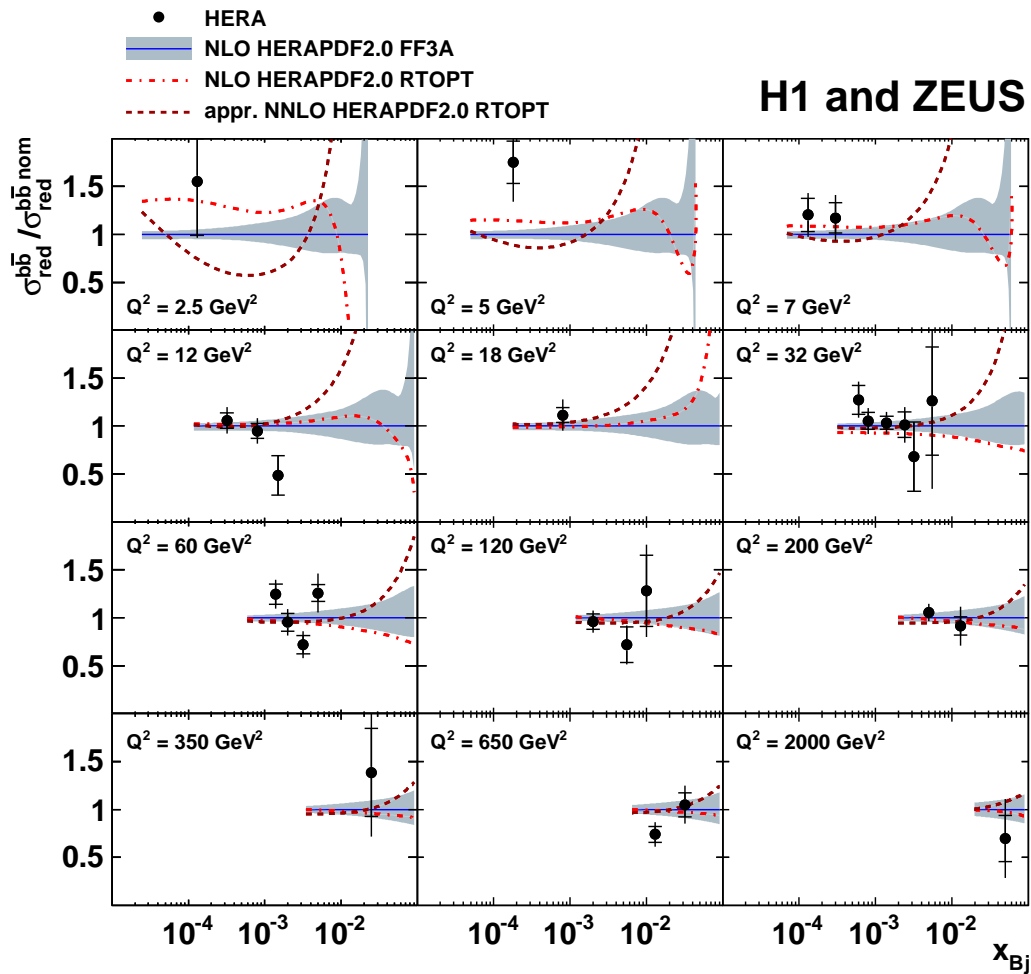 HERA
NLO HERAPDF2.0 FF3A
NLO HERAPDF2.0 RTOPT
appr. NNLO HERAPDF2.0 RTOPT
H1 and ZEUS
σ_red^{bb̄} / σ_red^{bb̄ nom}
1.5
1
0.5
Q² = 2.5 GeV²
Q² = 5 GeV²
Q² = 7 GeV²
1.5
1
0.5
Q² = 12 GeV²
Q² = 18 GeV²
Q² = 32 GeV²
1.5
1
0.5
Q² = 60 GeV²
Q² = 120 GeV²
Q² = 200 GeV²
1.5
1
0.5
Q² = 350 GeV²
Q² = 650 GeV²
Q² = 2000 GeV²
10⁻⁴ 10⁻³ 10⁻² 10⁻⁴ 10⁻³ 10⁻² 10⁻⁴ 10⁻³ 10⁻²
x_Bj